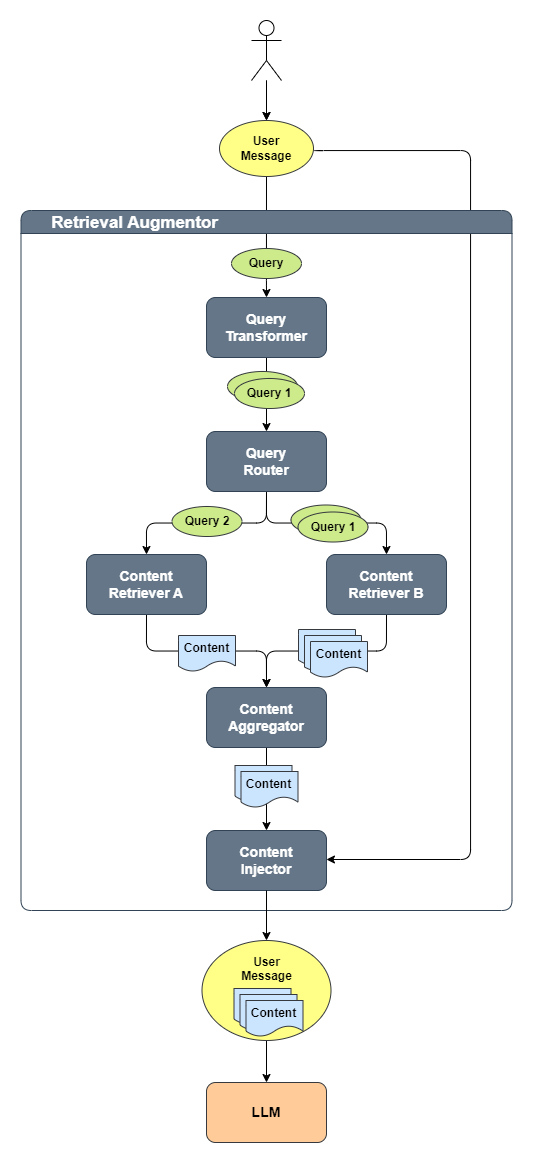 User
Message
Retrieval Augmentor
Query
Query
Transformer
Query 1
Query
Router
Query 2
Query 1
Content
Retriever A
Content
Retriever B
Content
Content
Content
Aggregator
Content
Content
Injector
User
Message
Content
LLM